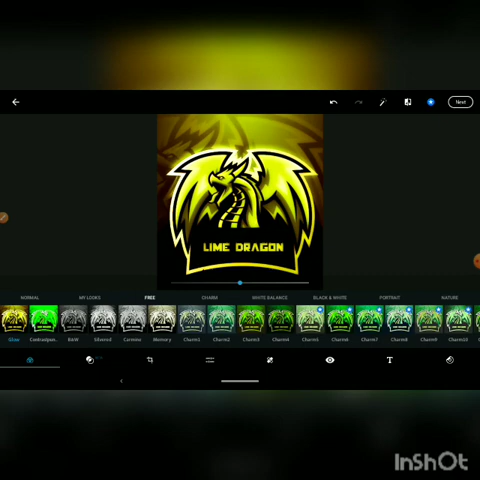 Next
LIME DRAGON
NORMAL MY LOOKS FREE CHARM WHITE BALANCE BLACK & WHITE PORTRAIT NATURE
Glow Contraslpun... B&W Silvered Carmine Memory Charm1 Charm2 Charm3 Charm4 Charm5 Charm6 Charm7 Charm8 Charm9 Charm10
T
InShOt